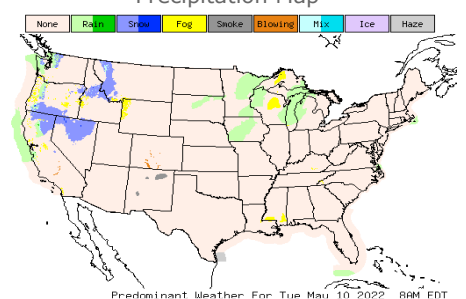 Precipitation Map
None Rain Snow Fog Smoke Blowing Mix Ice Haze
Predominant Weather For Tue May 10 2022 8AM EDT